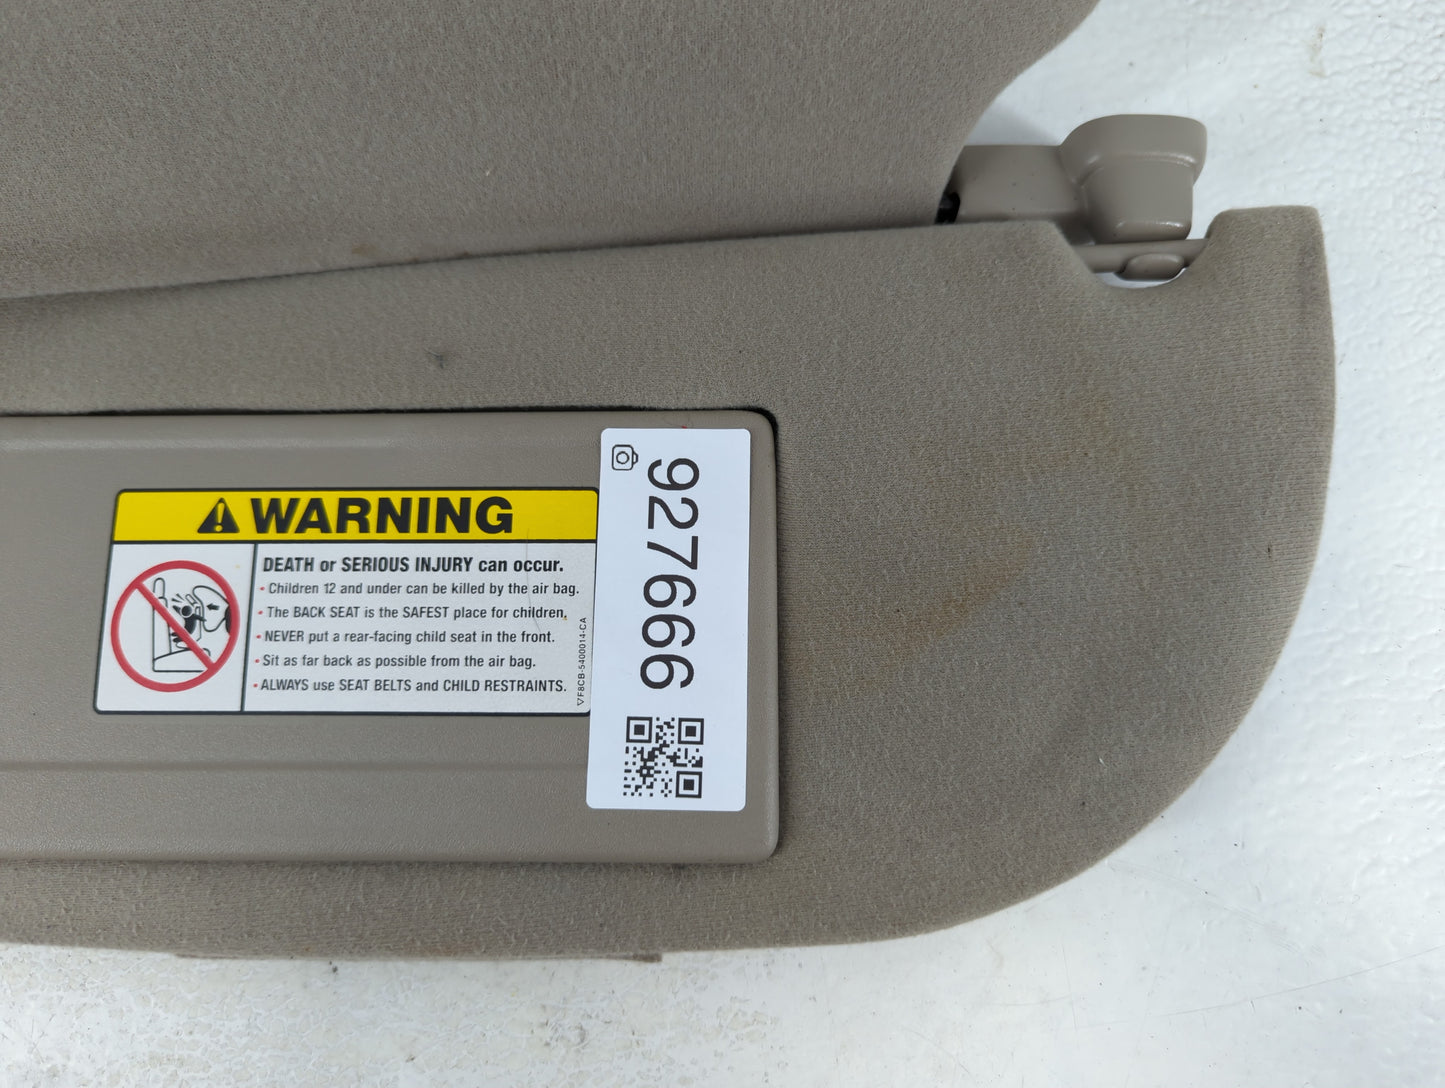 WARNING
DEATH or SERIOUS INJURY can occur.
• Children 12 and under can be killed by the air bag.
• The BACK SEAT is the SAFEST place for children.
• NEVER put a rear-facing child seat in the front.
• Sit as far back as possible from the air bag.
• ALWAYS use SEAT BELTS and CHILD RESTRAINTS.
F8CB-5400014-CA
927666